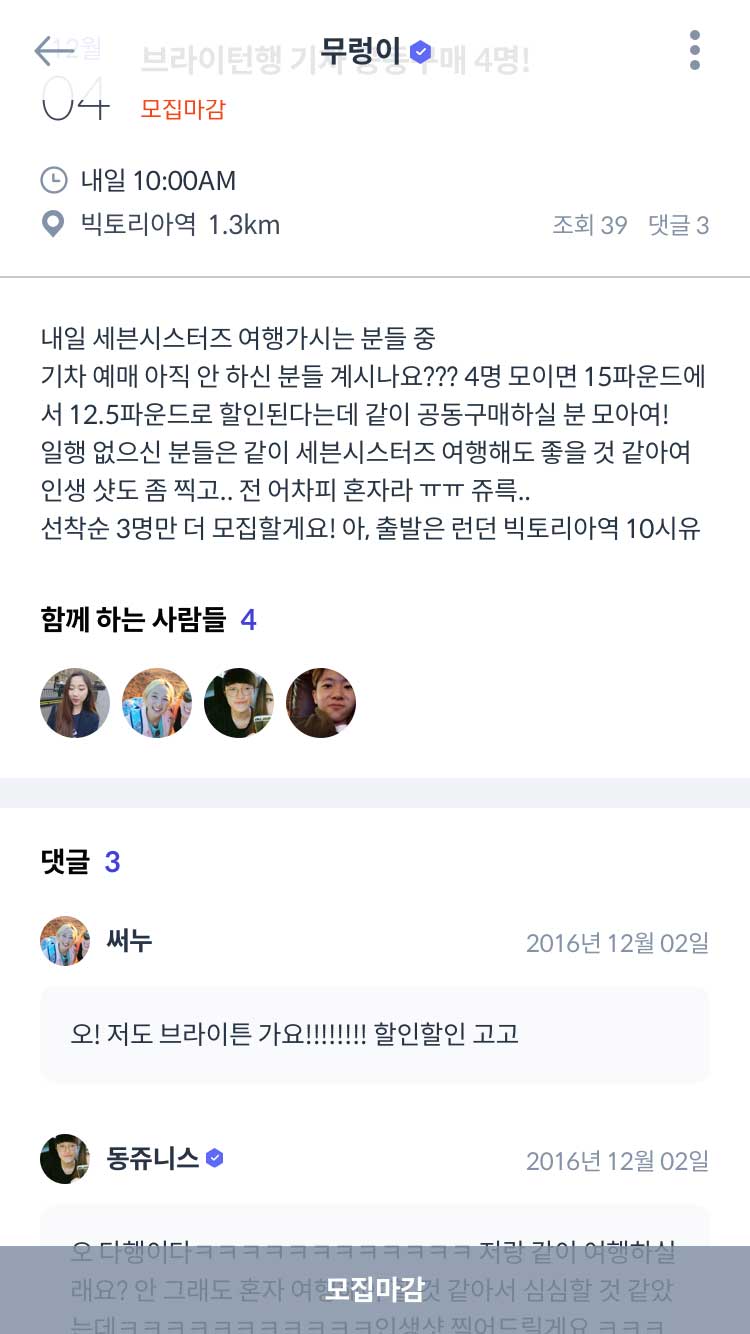 무렁이
12월
브라이턴행 기차 공동구매 4명!
04
모집마감
내일 10:00AM
빅토리아역 1.3km
조회 39 댓글 3
내일 세븐시스터즈 여행가시는 분들 중
기차 예매 아직 안 하신 분들 계시나요??? 4명 모이면 15파운드에
서 12.5파운드로 할인된다는데 같이 공동구매하실 분 모아여!
일행 없으신 분들은 같이 세븐시스터즈 여행해도 좋을 것 같아여
인생 샷도 좀 찍고.. 전 어차피 혼자라 ㅠㅠ 쥬륵..
선착순 3명만 더 모집할게요! 아, 출발은 런던 빅토리아역 10시유
함께 하는 사람들 4
댓글 3
써누
2016년 12월 02일
오! 저도 브라이튼 가요!!!!!!!! 할인할인 고고
동쥬니스
2016년 12월 02일
오 다행이다ㅋㅋㅋㅋㅋㅋㅋㅋㅋㅋㅋㅋ 저랑 같이 여행하실
래요? 안 그래도 혼자 것 같아서 심심할 것 같았
는데ㅋㅋㅋㅋㅋㅋㅋㅋㅋㅋㅋ인생샷 찍어드릴게요 ㅋㅋㅋ
모집마감